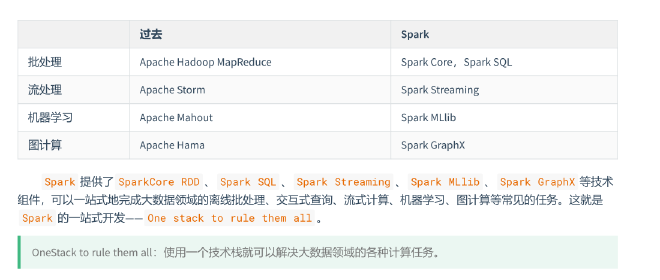 过去 Spark
批处理 Apache Hadoop MapReduce Spark Core，Spark SQL
流处理 Apache Storm Spark Streaming
机器学习 Apache Mahout Spark MLlib
图计算 Apache Hama Spark GraphX
Spark 提供了 SparkCore RDD 、 Spark SQL 、 Spark Streaming 、 Spark MLlib 、 Spark GraphX 等技术
组件，可以一站式地完成大数据领域的离线批处理、交互式查询、流式计算、机器学习、图计算等常见的任务。这就是
Spark 的一站式开发—— One stack to rule them all 。
OneStack to rule them all：使用一个技术栈就可以解决大数据领域的各种计算任务。